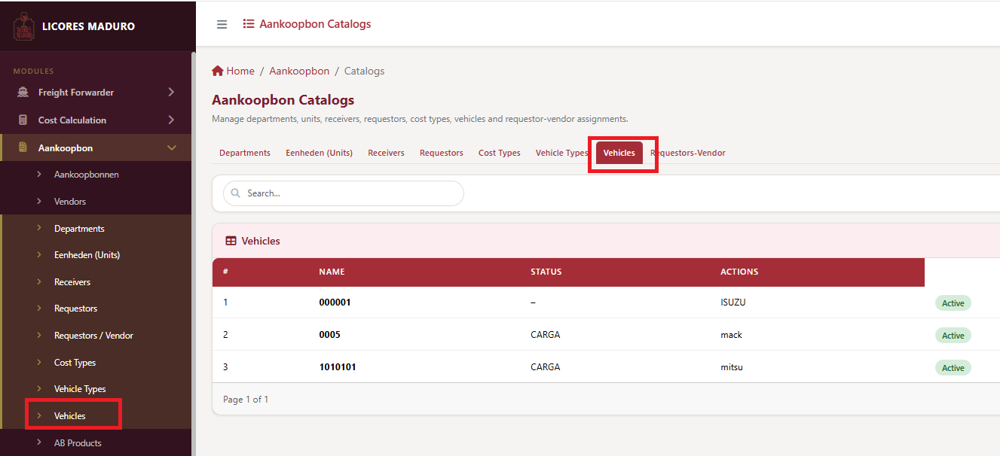 LICORES MADURO
MODULES
Freight Forwarder
Cost Calculation
Aankoopbon
Aankoopbonnen
Vendors
Departments
Eenheden (Units)
Receivers
Requestors
Requestors / Vendor
Cost Types
Vehicle Types
Vehicles
AB Products
Aankoopbon Catalogs
Home / Aankoopbon / Catalogs
Aankoopbon Catalogs
Manage departments, units, receivers, requestors, cost types, vehicles and requestor-vendor assignments.
Departments Eenheden (Units) Receivers Requestors Cost Types Vehicle Types Vehicles Requestors-Vendor
Search...
Vehicles
# NAME STATUS ACTIONS
1 000001 – ISUZU Active
2 0005 CARGA mack Active
3 1010101 CARGA mitsu Active
Page 1 of 1